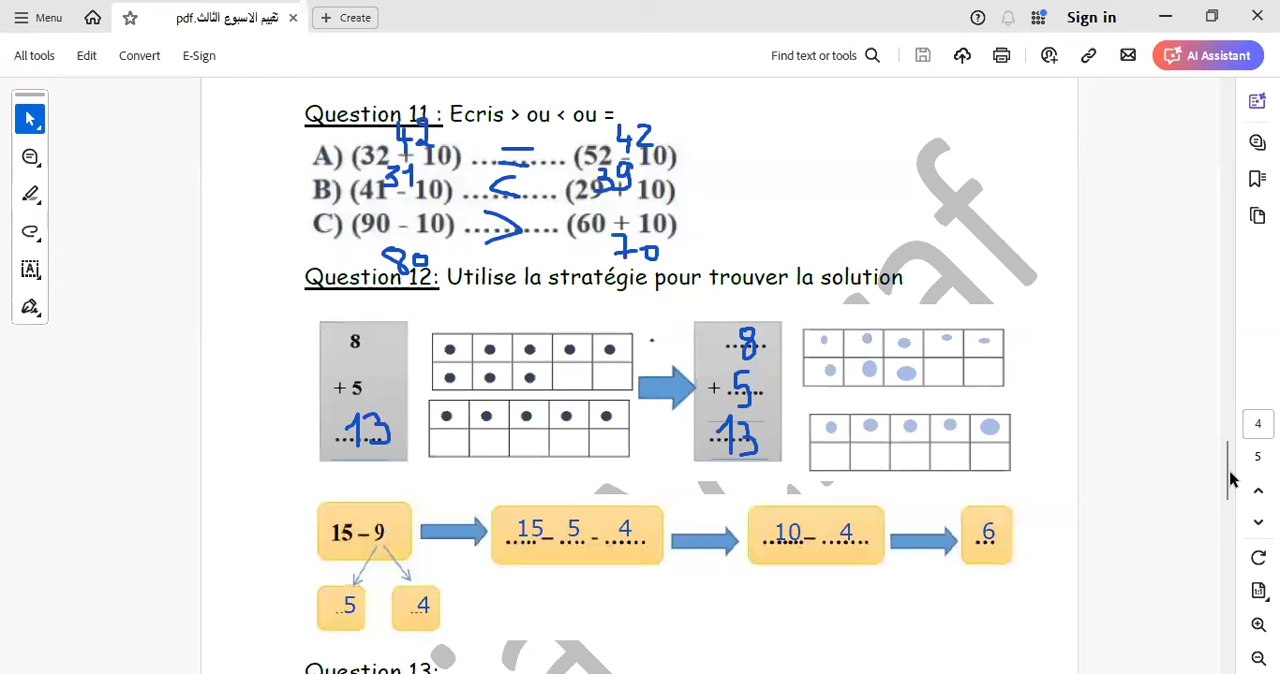 Menu تقييم الاسبوع الثالث.pdf × + Create Sign in
All tools Edit Convert E-Sign Find text or tools AI Assistant
Question 11 : Ecris > ou < ou =
42 42
A) (32 + 10) .......... (52 - 10) =
31 39
B) (41 - 10) .......... (29 + 10) <
C) (90 - 10) .......... (60 + 10) >
80 70
Question 12: Utilise la stratégie pour trouver la solution
8 8
+ 5 + 5
13 13
15 – 9 15 – 5 - 4 10 – 4 6
5 4
Question 13:
4
5